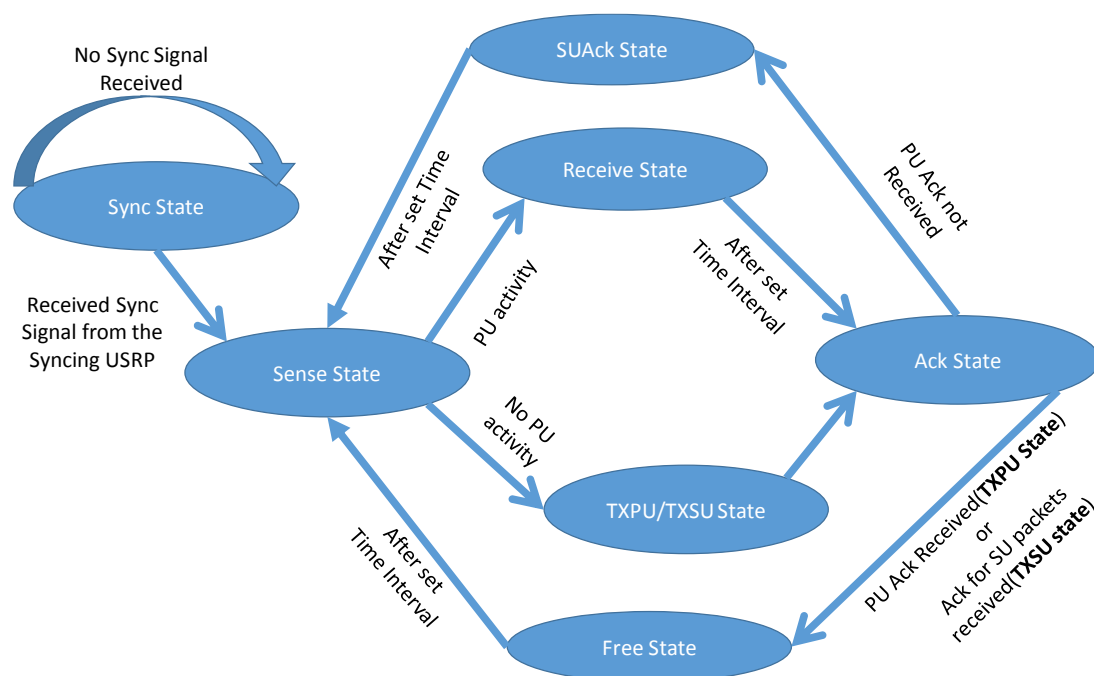 SUAck State
No Sync Signal
Received
Receive State
Sync State
After set Time
Interval
PU Ack not
Received
PU activity
After set
Time Interval
Received Sync
Signal from the
Syncing USRP
Sense State
Ack State
No PU
activity
TXPU/TXSU State
PU Ack Received(TXPU State)
or
Ack for SU packets
received(TXSU state)
After set
Time Interval
Free State